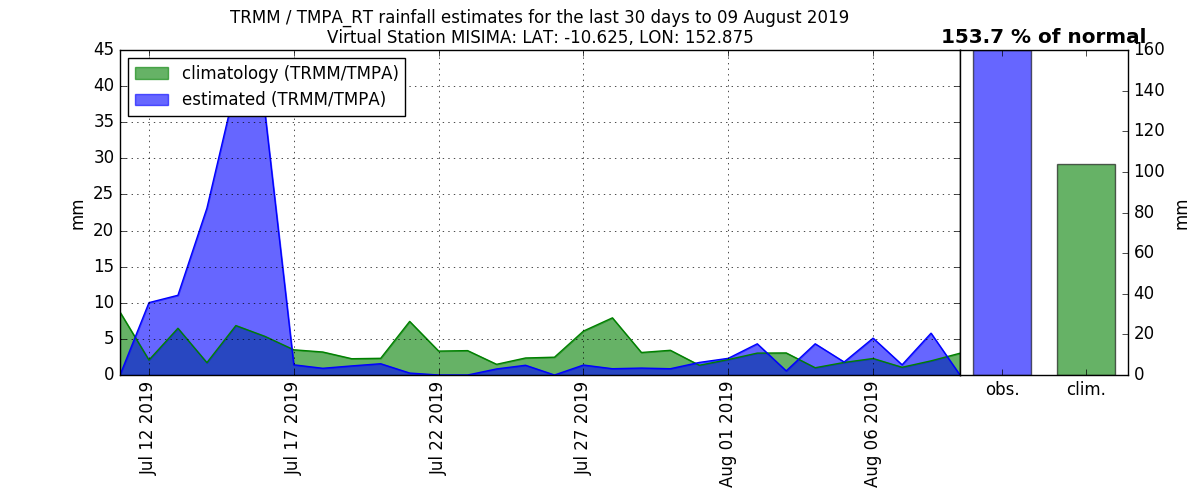 TRMM / TMPA_RT rainfall estimates for the last 30 days to 09 August 2019
Virtual Station MISIMA: LAT: -10.625, LON: 152.875
153.7 % of normal
climatology (TRMM/TMPA)
estimated (TRMM/TMPA)
45
40
35
30
25
20
15
10
5
0
mm
Jul 12 2019
Jul 17 2019
Jul 22 2019
Jul 27 2019
Aug 01 2019
Aug 06 2019
obs.
clim.
160
140
120
100
80
60
40
20
0
mm